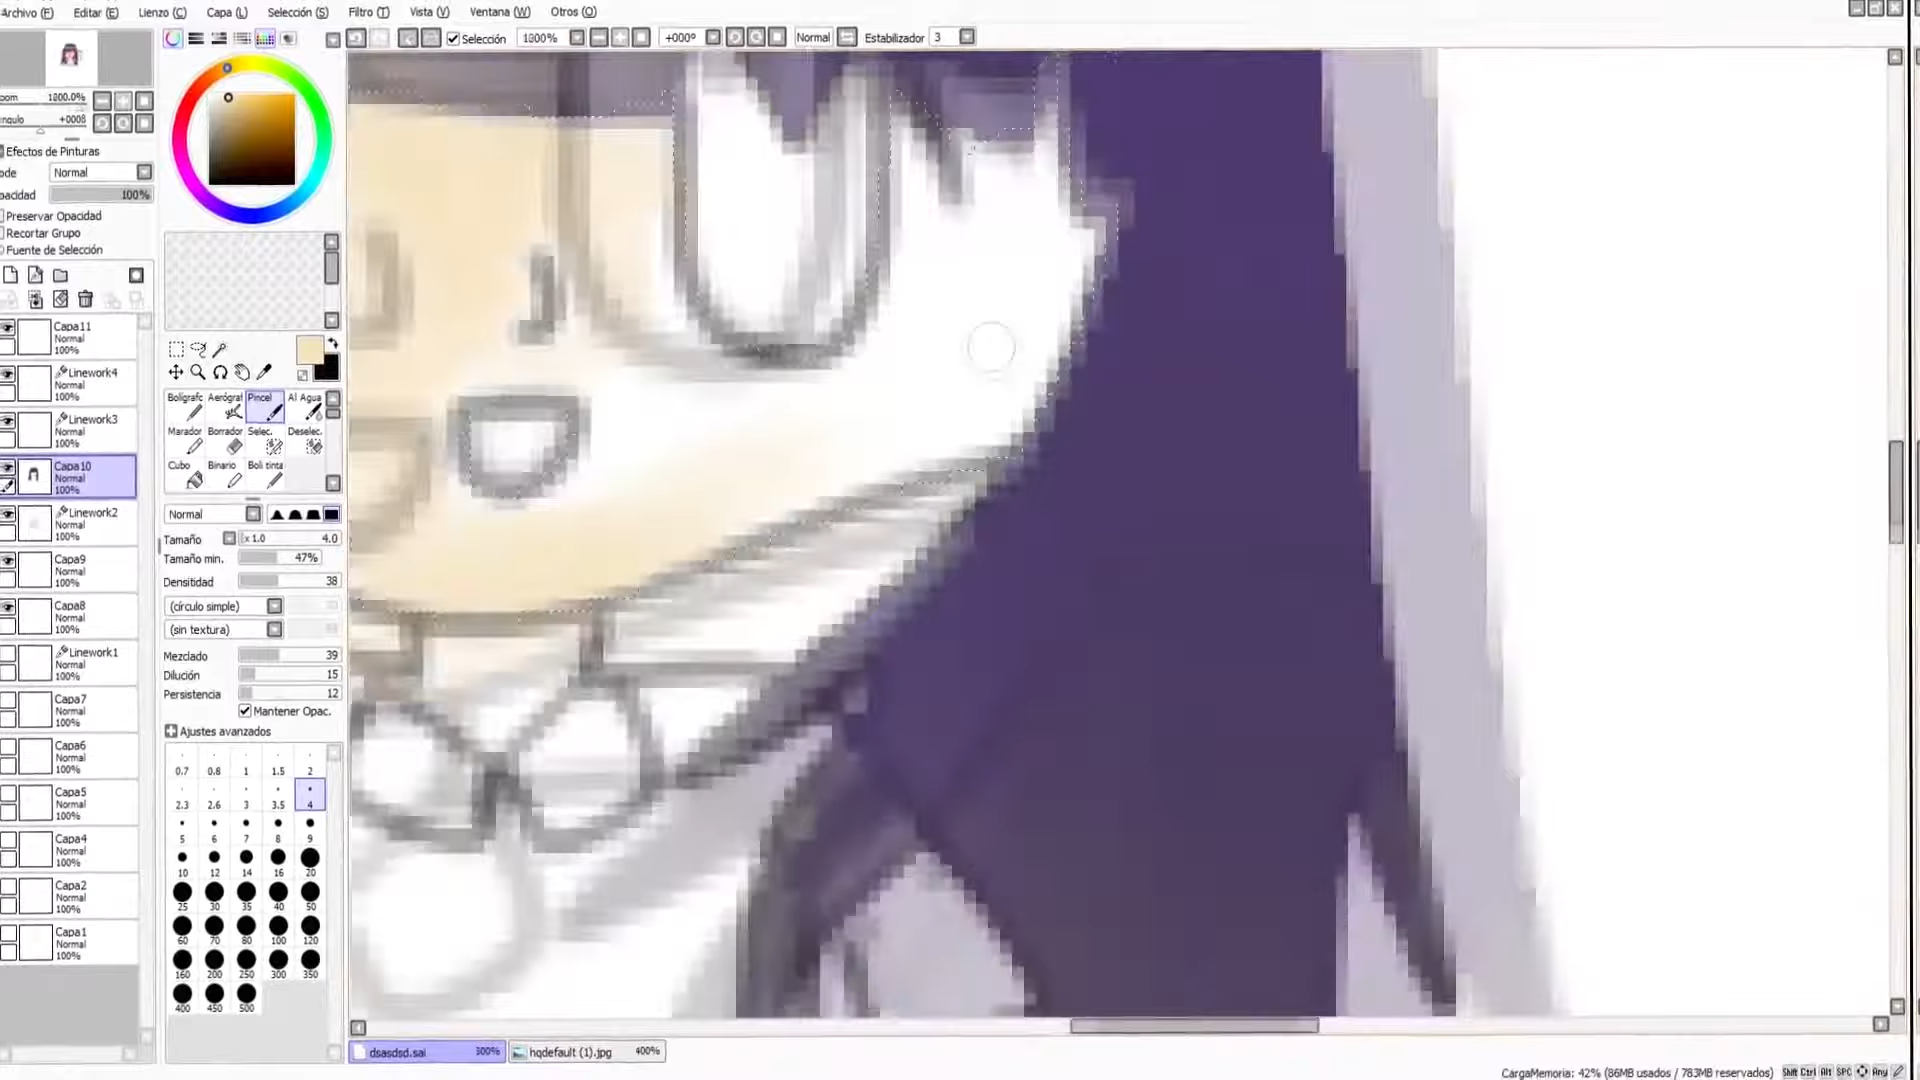 Archivo (F) Editar (E) Lienzo (C) Capa (L) Selección (S) Filtro (T) Vista (V) Ventana (W) Otros (O)
Selección 1800% +000º Normal Estabilizador 3
oom 1800.0%
ngulo +0008
Efectos de Pinturas
ode Normal
pacidad 100%
Preservar Opacidad
Recortar Grupo
Fuente de Selección
Capa11
Normal
100%
Linework4
Normal
100%
Linework3
Normal
100%
Capa10
Normal
100%
Linework2
Normal
100%
Capa9
Normal
100%
Capa8
Normal
100%
Linework1
Normal
100%
Capa7
Normal
100%
Capa6
Normal
100%
Capa5
Normal
100%
Capa4
Normal
100%
Capa2
Normal
100%
Capa1
Normal
100%
Bolígrafo Aerógraf Pincel Al Agua
Marador Borrador Selec. Deselec.
Cubo Binario Boli tinta
Normal
Tamaño x 1.0 4.0
Tamaño min. 47%
Densitidad 38
(círculo simple)
(sin textura)
Mezclado 39
Dilución 15
Persistencia 12
Mantener Opac.
Ajustes avanzados
0.7 0.8 1 1.5 2
2.3 2.6 3 3.5 4
5 6 7 8 9
10 12 14 16 20
25 30 35 40 50
60 70 80 100 120
160 200 250 300 350
400 450 500
dsasdsd.sai 300% hqdefault (1).jpg 400%
CargaMemoria: 42% (86MB usados / 783MB reservados) Shift Ctrl Alt SPC Any